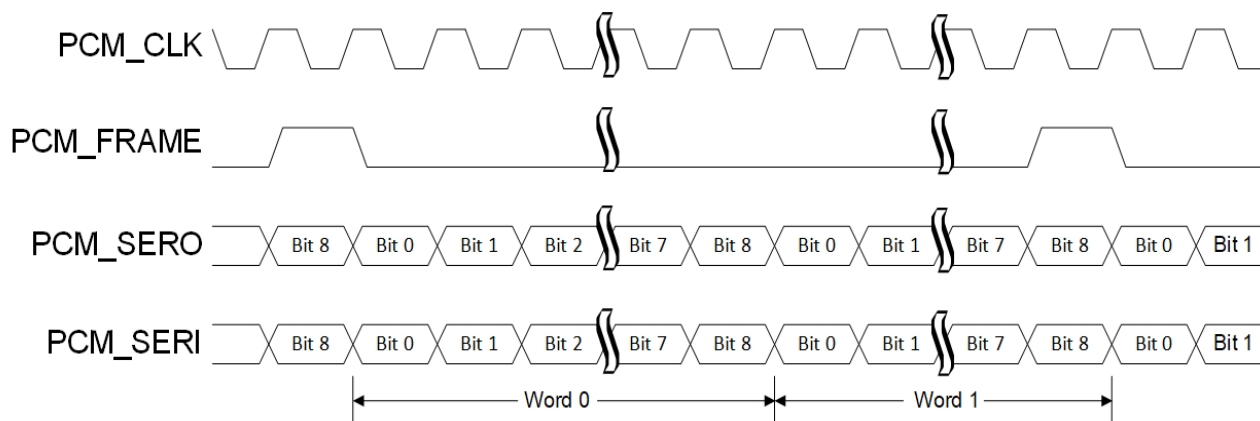 PCM_CLK
PCM_FRAME
PCM_SERO Bit 8 Bit 0 Bit 1 Bit 2 Bit 7 Bit 8 Bit 0 Bit 1 Bit 7 Bit 8 Bit 0 Bit 1
PCM_SERI Bit 8 Bit 0 Bit 1 Bit 2 Bit 7 Bit 8 Bit 0 Bit 1 Bit 7 Bit 8 Bit 0 Bit 1
Word 0 Word 1